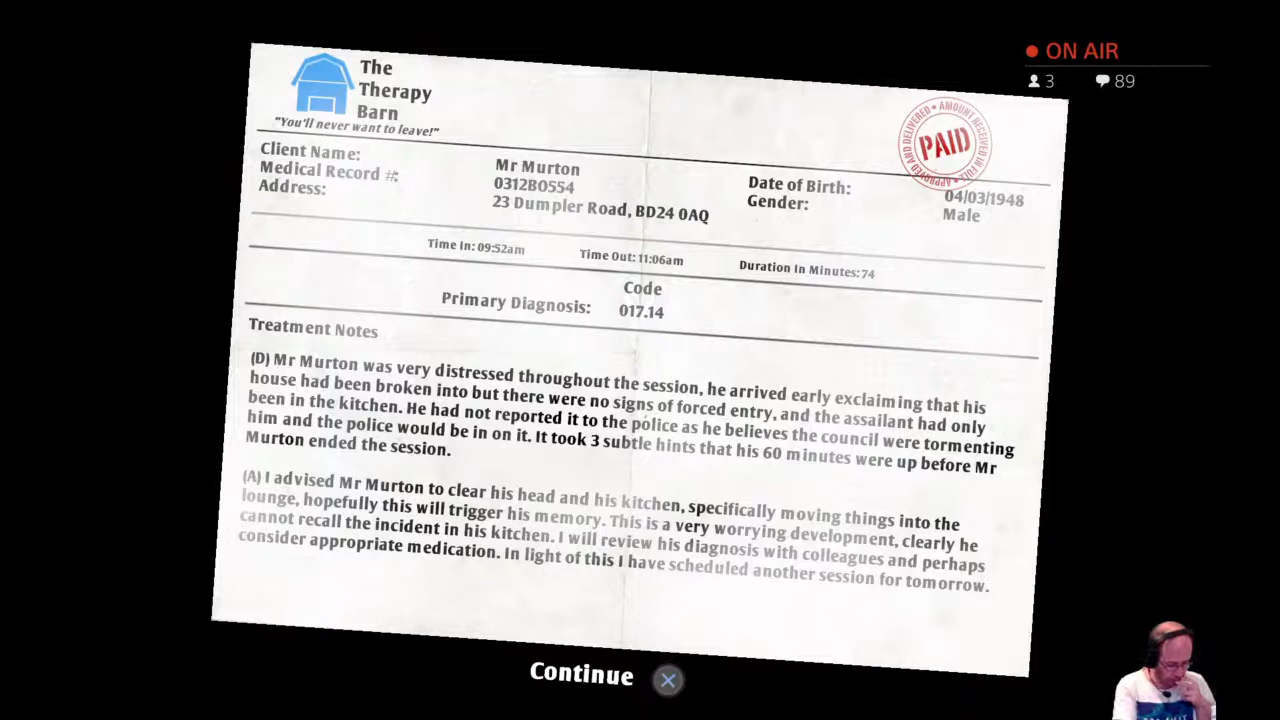 The
Therapy
Barn
"You'll never want to leave!"
ON AIR
3 89
APPROVED AND DELIVERED • AMOUNT RECEIVED IN FULL •
PAID
Client Name: Mr Murton Date of Birth: 04/03/1948
Medical Record #: 0312B0554 Gender: Male
Address: 23 Dumpler Road, BD24 0AQ
Time In: 09:52am Time Out: 11:06am Duration In Minutes: 74
Code
Primary Diagnosis: 017.14
Treatment Notes
(D) Mr Murton was very distressed throughout the session, he arrived early exclaiming that his
house had been broken into but there were no signs of forced entry, and the assailant had only
been in the kitchen. He had not reported it to the police as he believes the council were tormenting
him and the police would be in on it. It took 3 subtle hints that his 60 minutes were up before Mr
Murton ended the session.
(A) I advised Mr Murton to clear his head and his kitchen, specifically moving things into the
lounge, hopefully this will trigger his memory. This is a very worrying development, clearly he
cannot recall the incident in his kitchen. I will review his diagnosis with colleagues and perhaps
consider appropriate medication. In light of this I have scheduled another session for tomorrow.
Continue